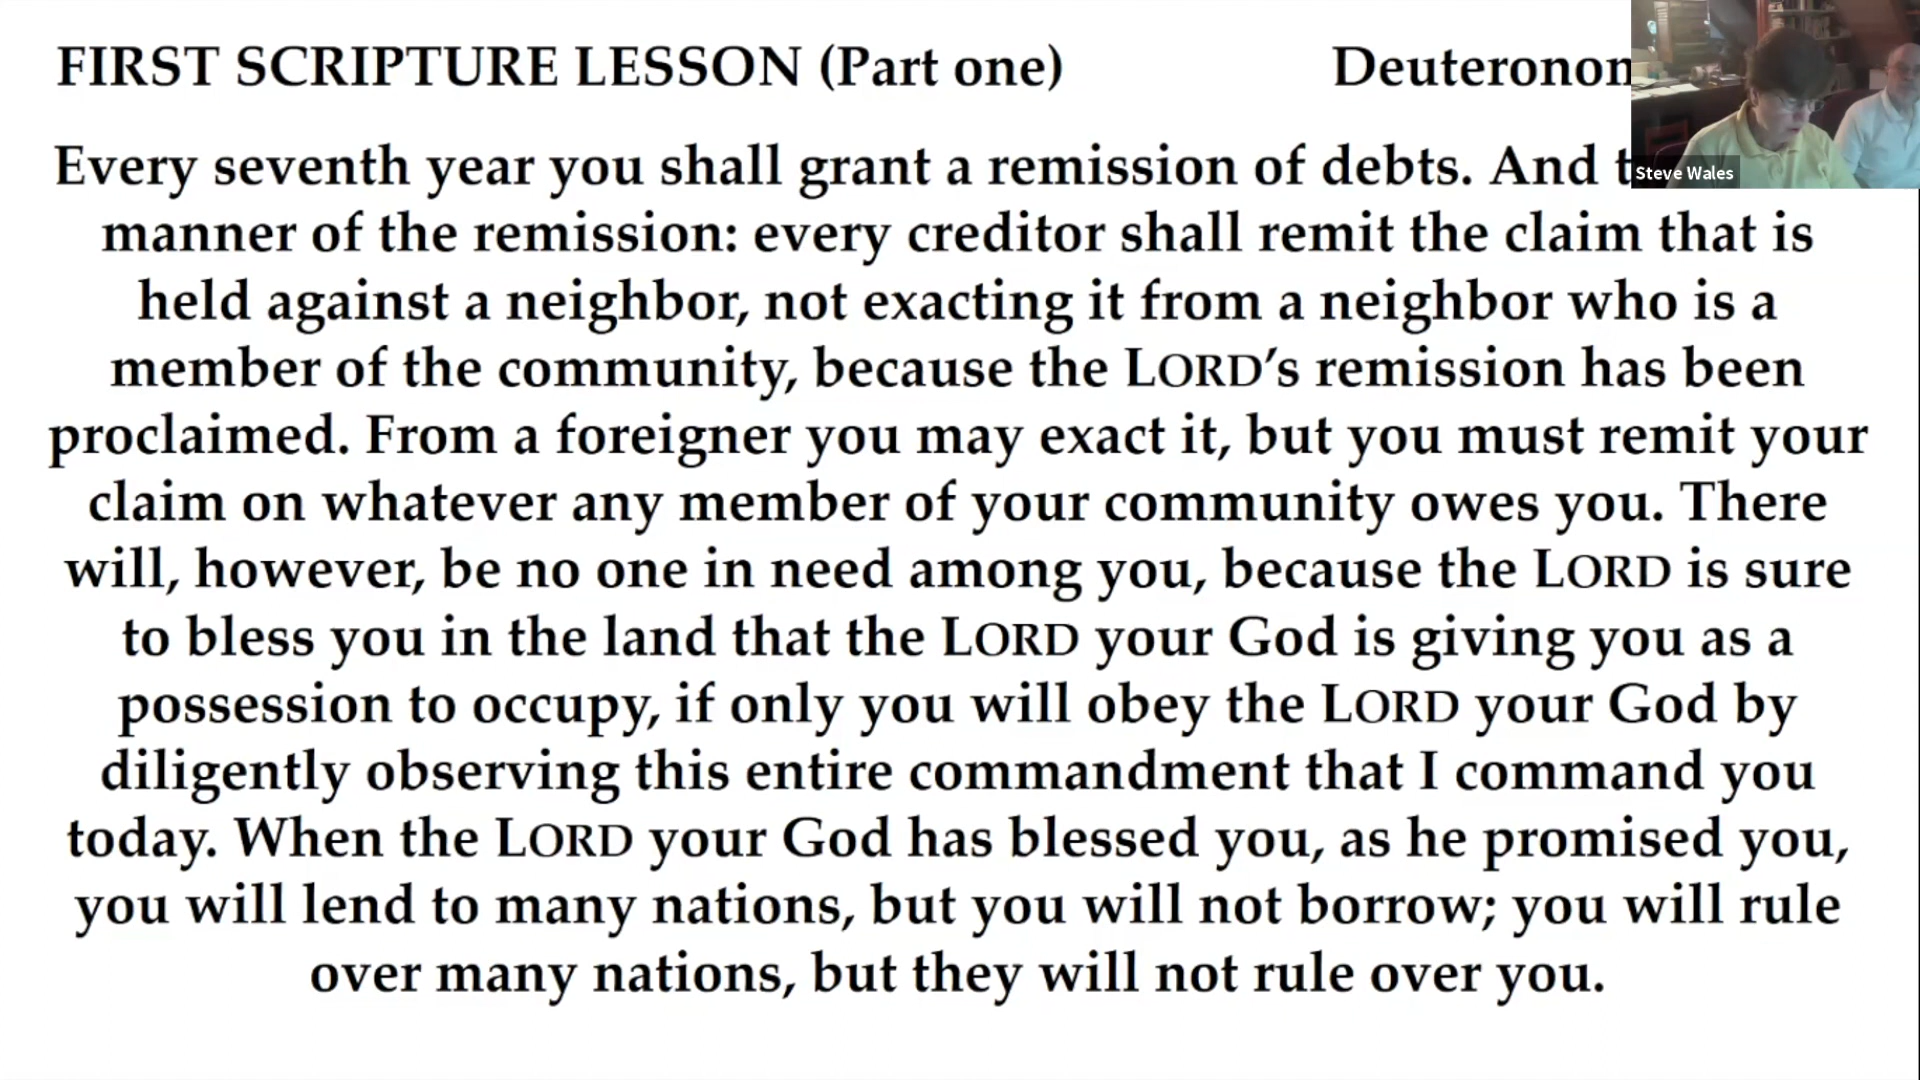 FIRST SCRIPTURE LESSON (Part one) Deuteronom
Every seventh year you shall grant a remission of debts. And t
Steve Wales
manner of the remission: every creditor shall remit the claim that is
held against a neighbor, not exacting it from a neighbor who is a
member of the community, because the LORD’s remission has been
proclaimed. From a foreigner you may exact it, but you must remit your
claim on whatever any member of your community owes you. There
will, however, be no one in need among you, because the LORD is sure
to bless you in the land that the LORD your God is giving you as a
possession to occupy, if only you will obey the LORD your God by
diligently observing this entire commandment that I command you
today. When the LORD your God has blessed you, as he promised you,
you will lend to many nations, but you will not borrow; you will rule
over many nations, but they will not rule over you.